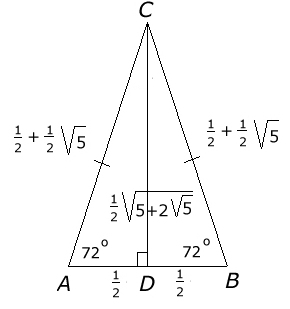 C
½ + ½ √5
½ + ½ √5
½ √(5+2√5)
72°
72°
A
½
D
½
B